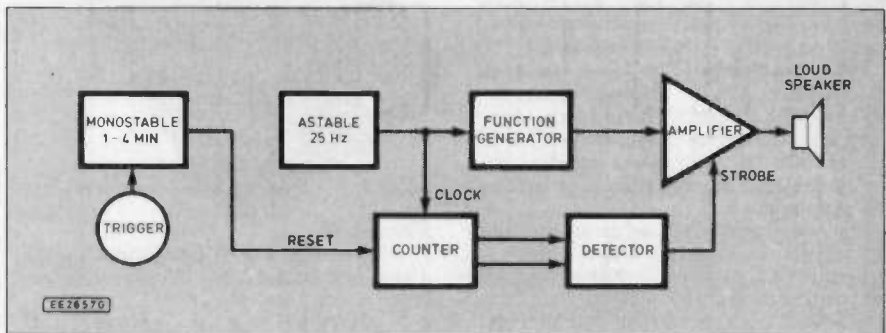 MONOSTABLE
1-4 MIN
TRIGGER
ASTABLE
25 Hz
FUNCTION
GENERATOR
AMPLIFIER
LOUD
SPEAKER
STROBE
CLOCK
RESET
COUNTER
DETECTOR
EE2657G